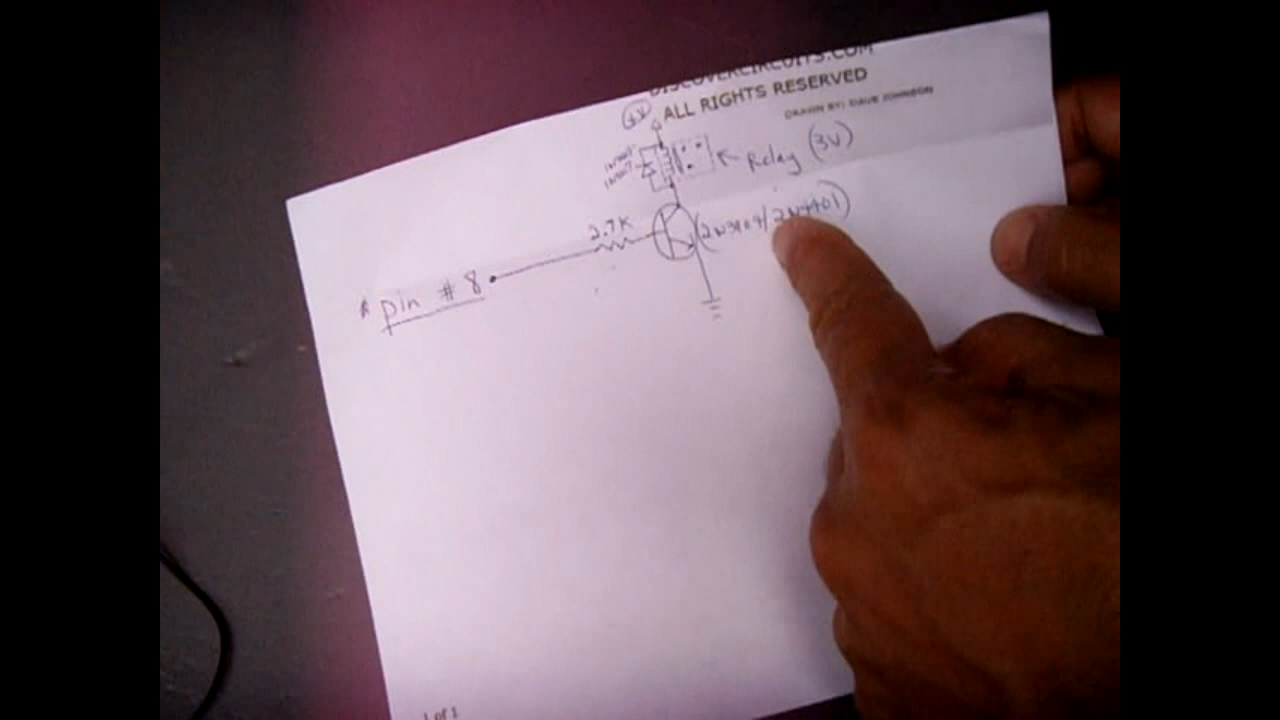 DISCOVERCIRCUITS.COM
ALL RIGHTS RESERVED
DRAWN BY: DAVE JOHNSON
Relay (3V)
(2N3904/2N4401)
2.7K
* pin # 8
1 of 1